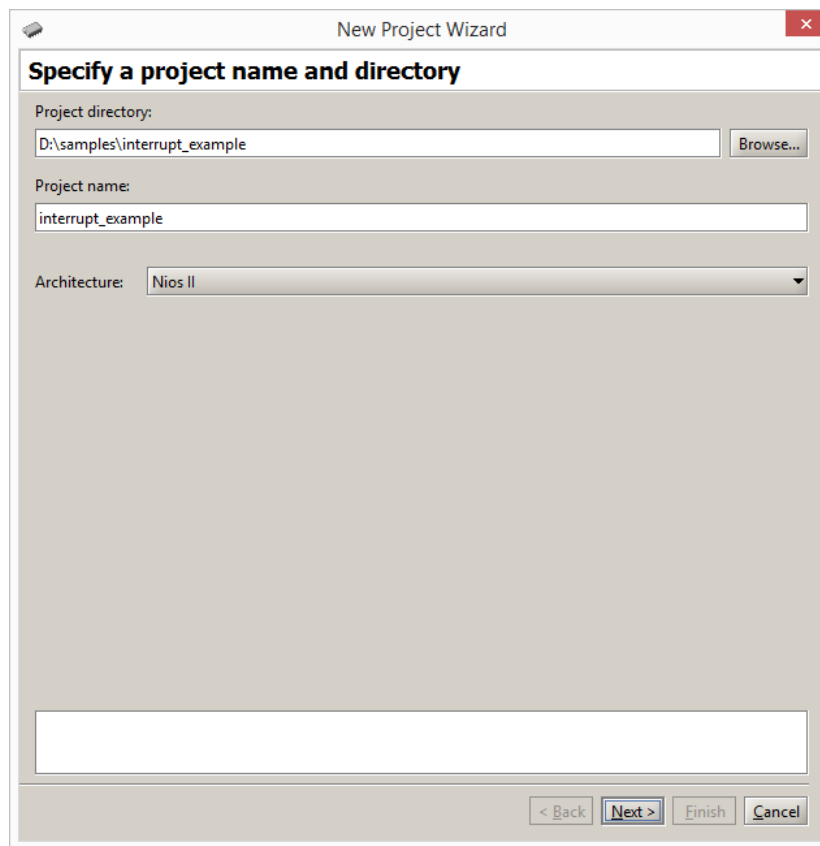 New Project Wizard
Specify a project name and directory
Project directory:
D:\samples\interrupt_example
Browse...
Project name:
interrupt_example
Architecture: Nios II
< Back Next > Finish Cancel